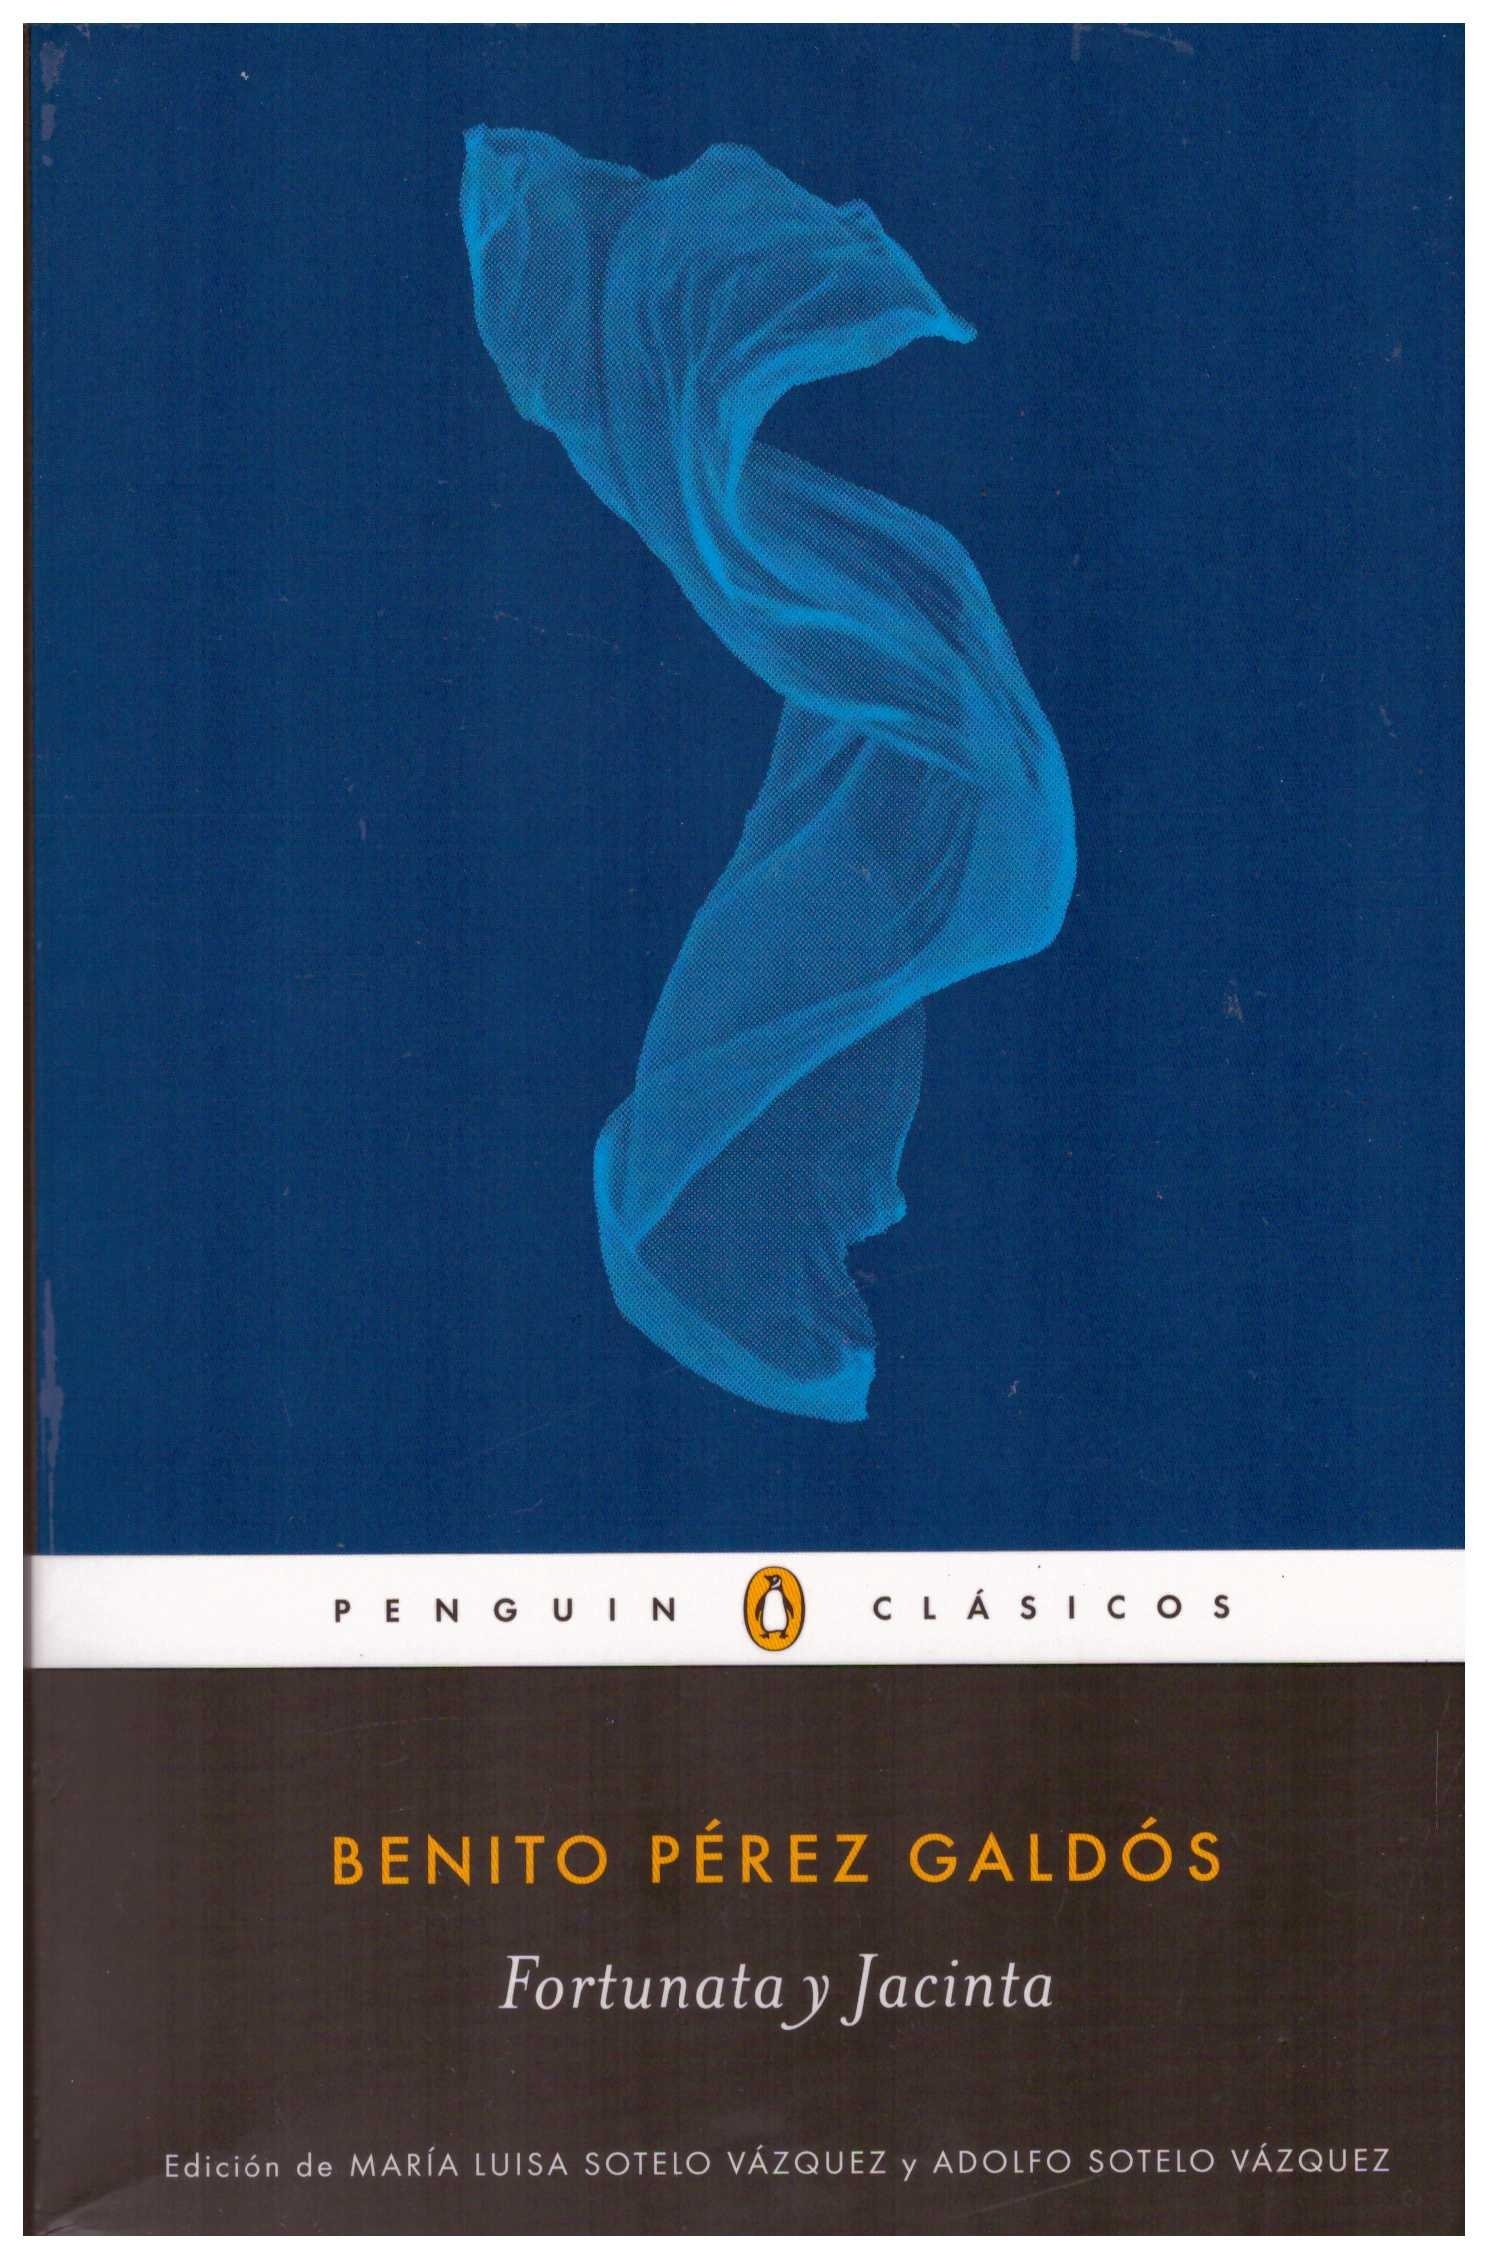 PENGUIN CLÁSICOS
BENITO PÉREZ GALDÓS
Fortunata y Jacinta
Edición de MARÍA LUISA SOTELO VÁZQUEZ y ADOLFO SOTELO VÁZQUEZ